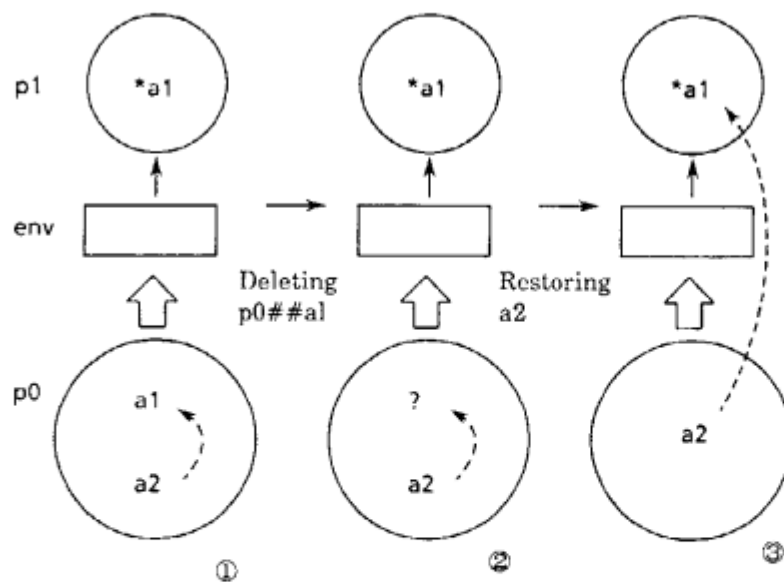 p1
*a1
*a1
*a1
env
Deleting
p0##a1
Restoring
a2
p0
a1
a2
?
a2
a2
①
②
③